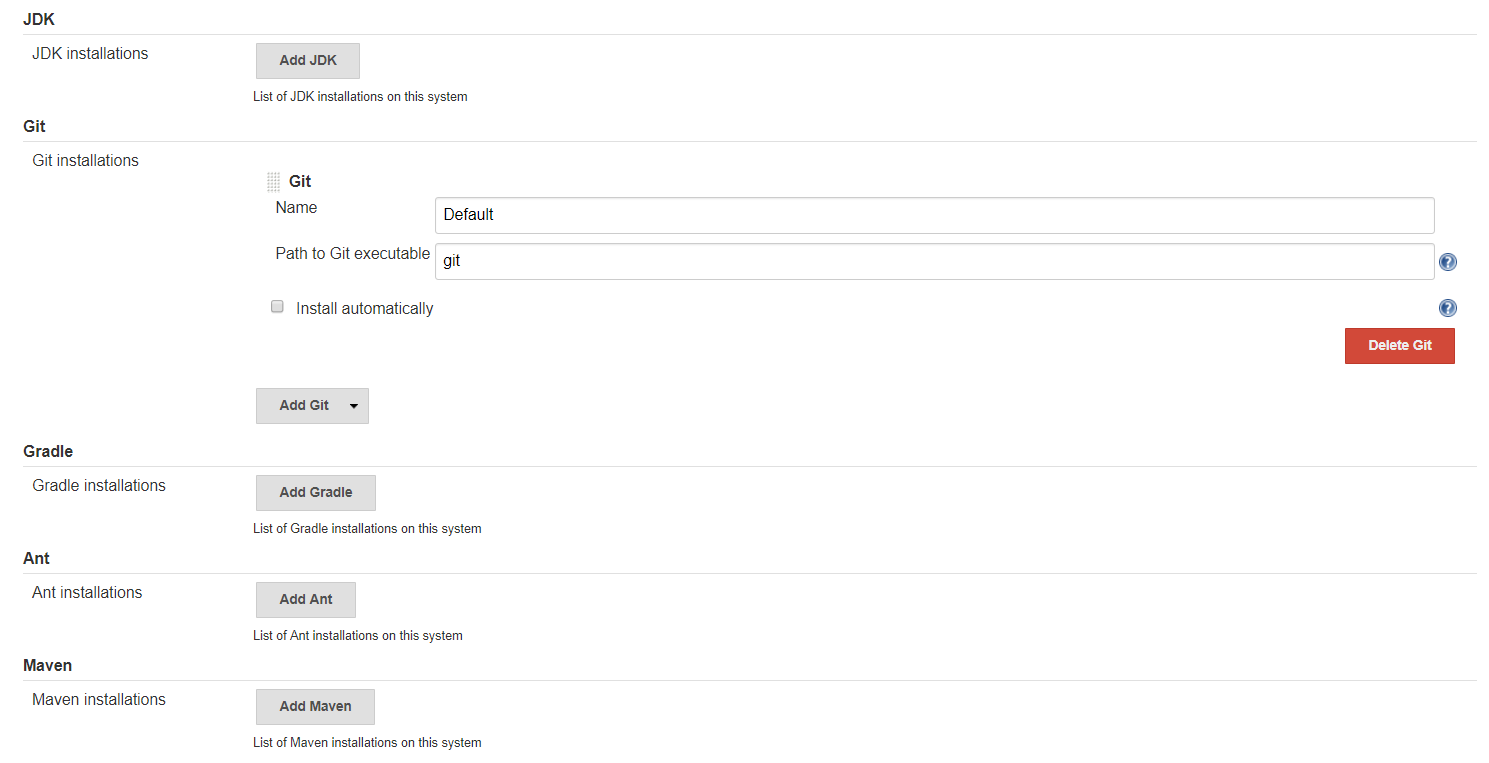 JDK
JDK installations
Add JDK
List of JDK installations on this system
Git
Git installations
Git
Name
Default
Path to Git executable
git
?
Install automatically
?
Delete Git
Add Git
Gradle
Gradle installations
Add Gradle
List of Gradle installations on this system
Ant
Ant installations
Add Ant
List of Ant installations on this system
Maven
Maven installations
Add Maven
List of Maven installations on this system